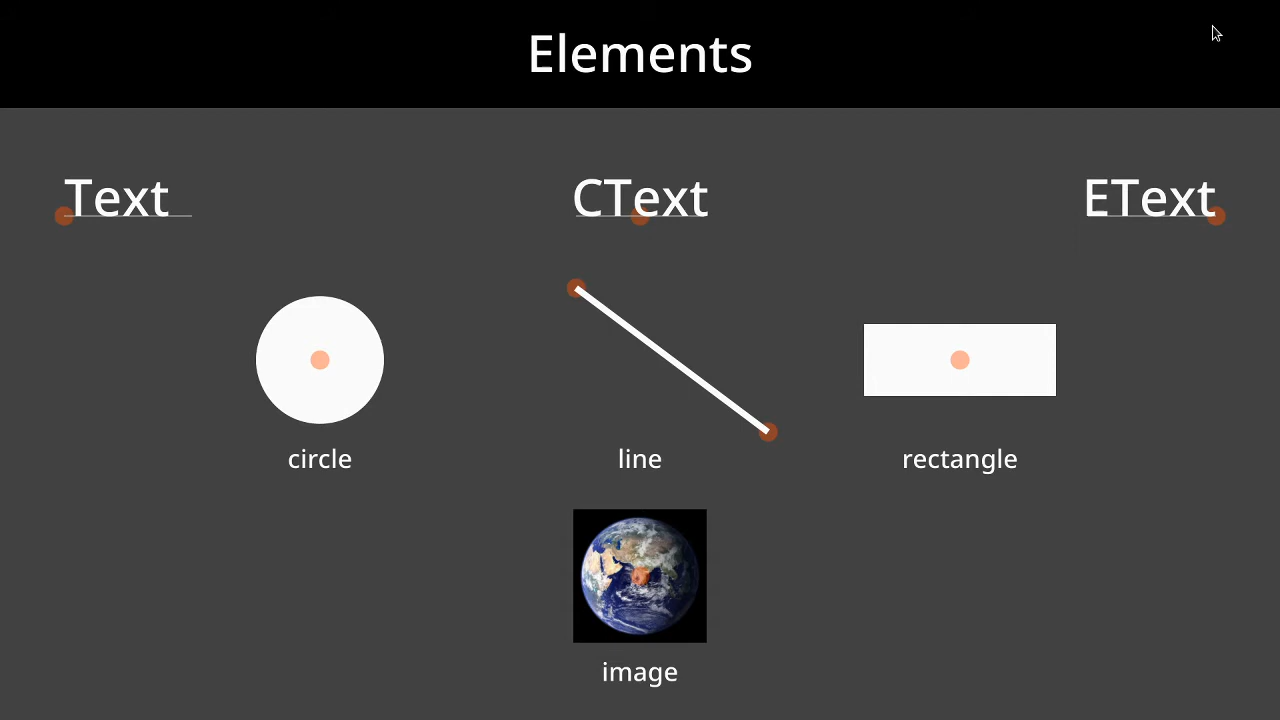 Elements
Text
CText
EText
circle
line
rectangle
image